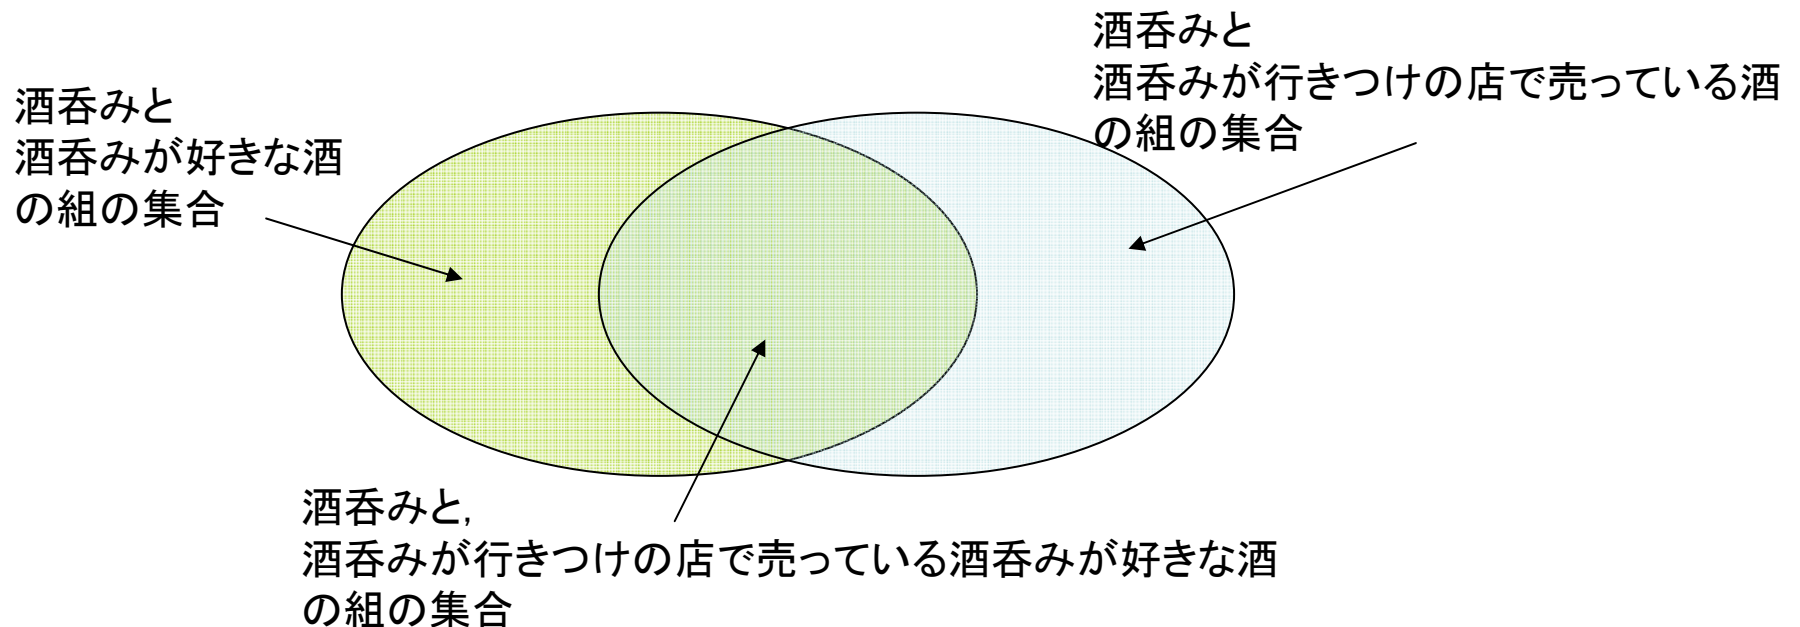 酒呑みと
酒呑みが好きな酒
の組の集合
酒呑みと
酒呑みが行きつけの店で売っている酒
の組の集合
酒呑みと,
酒呑みが行きつけの店で売っている酒呑みが好きな酒
の組の集合